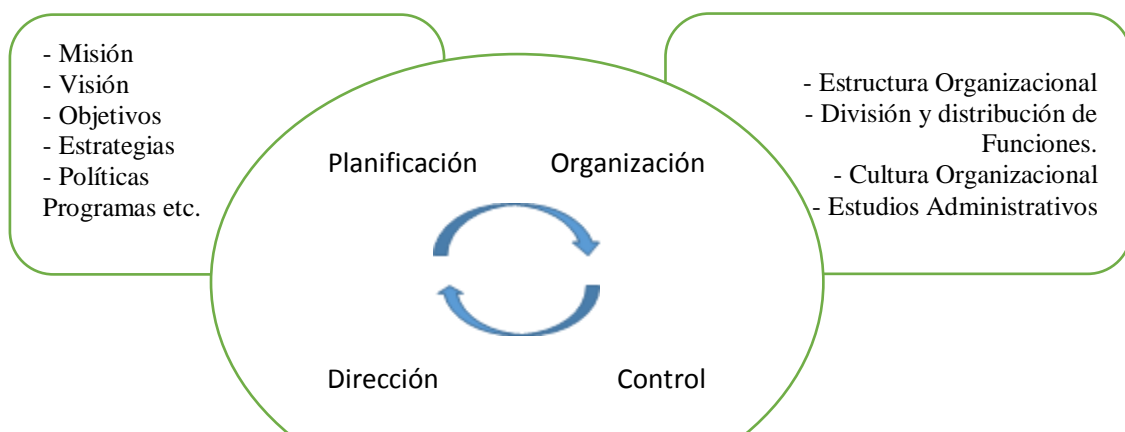 - Misión
- Visión
- Objetivos
- Estrategias
- Políticas
Programas etc.
- Estructura Organizacional
- División y distribución de
Funciones.
- Cultura Organizacional
- Estudios Administrativos
Planificación
Organización
Dirección
Control